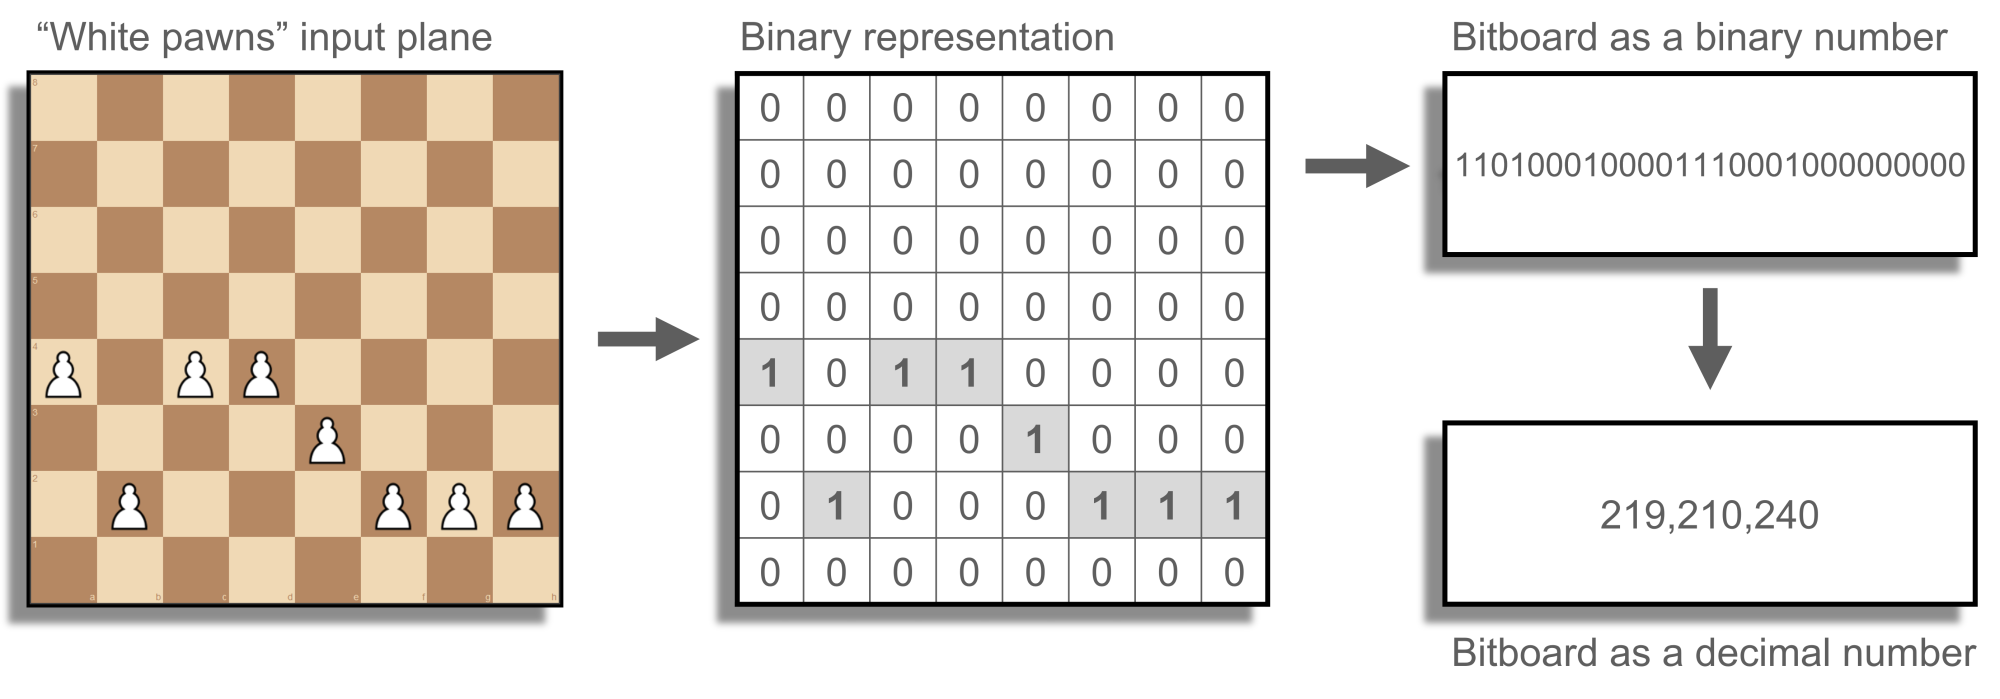 “White pawns” input plane
8
7
6
5
4
3
2
1
a b c d e f g h
Binary representation
0 0 0 0 0 0 0 0
0 0 0 0 0 0 0 0
0 0 0 0 0 0 0 0
0 0 0 0 0 0 0 0
1 0 1 1 0 0 0 0
0 0 0 0 1 0 0 0
0 1 0 0 0 1 1 1
0 0 0 0 0 0 0 0
Bitboard as a binary number
1101000100001110001000000000
219,210,240
Bitboard as a decimal number